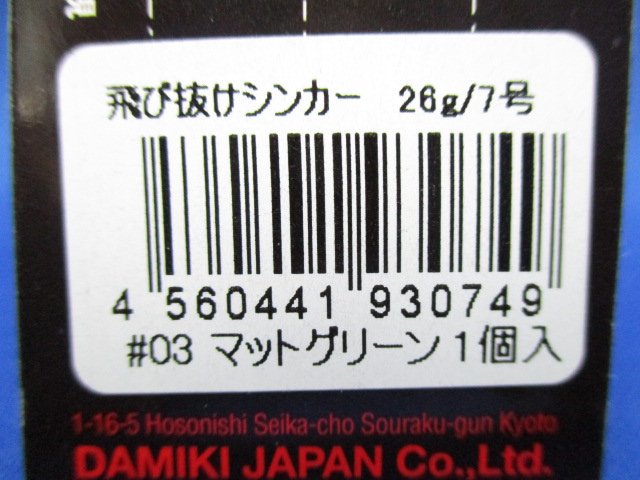 飛び抜けシンカー 26g/7号
4 560441 930749
#03 マットグリーン 1個入
1-16-5 Hosonishi Seika-cho Souraku-gun Kyoto
DAMIKI JAPAN Co.,Ltd.